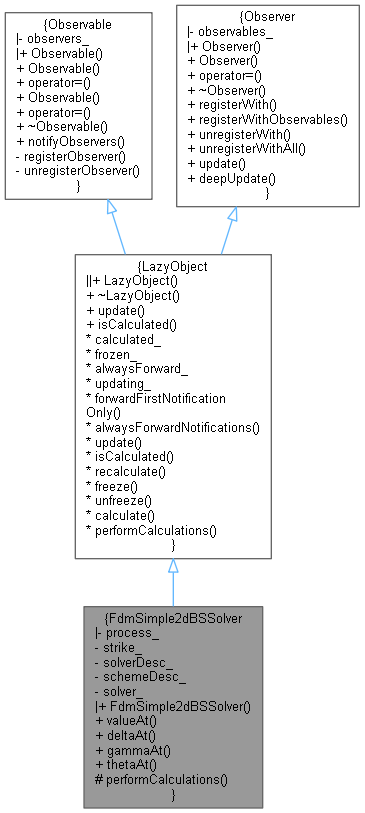 {Observable
|- observers_
|+ Observable()
+ Observable()
+ operator=()
+ Observable()
+ operator=()
+ ~Observable()
+ notifyObservers()
- registerObserver()
- unregisterObserver()
}
{Observer
|- observables_
|+ Observer()
+ Observer()
+ operator=()
+ ~Observer()
+ registerWith()
+ registerWithObservables()
+ unregisterWith()
+ unregisterWithAll()
+ update()
+ deepUpdate()
}
{LazyObject
||+ LazyObject()
+ ~LazyObject()
+ update()
+ isCalculated()
* calculated_
* frozen_
* alwaysForward_
* updating_
* forwardFirstNotification
Only()
* alwaysForwardNotifications()
* update()
* isCalculated()
* recalculate()
* freeze()
* unfreeze()
* calculate()
* performCalculations()
}
{FdmSimple2dBSSolver
|- process_
- strike_
- solverDesc_
- schemeDesc_
- solver_
|+ FdmSimple2dBSSolver()
+ valueAt()
+ deltaAt()
+ gammaAt()
+ thetaAt()
# performCalculations()
}